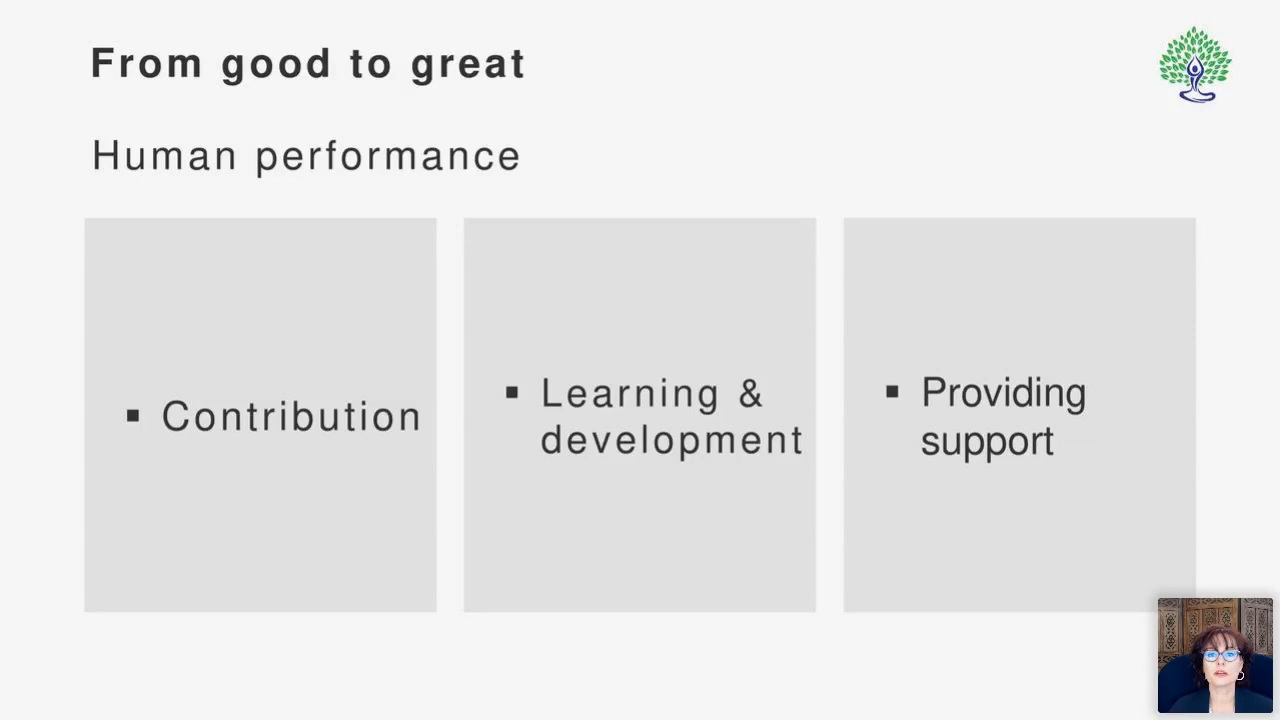 From good to great
Human performance
▪ Contribution
▪ Learning &
development
▪ Providing
support